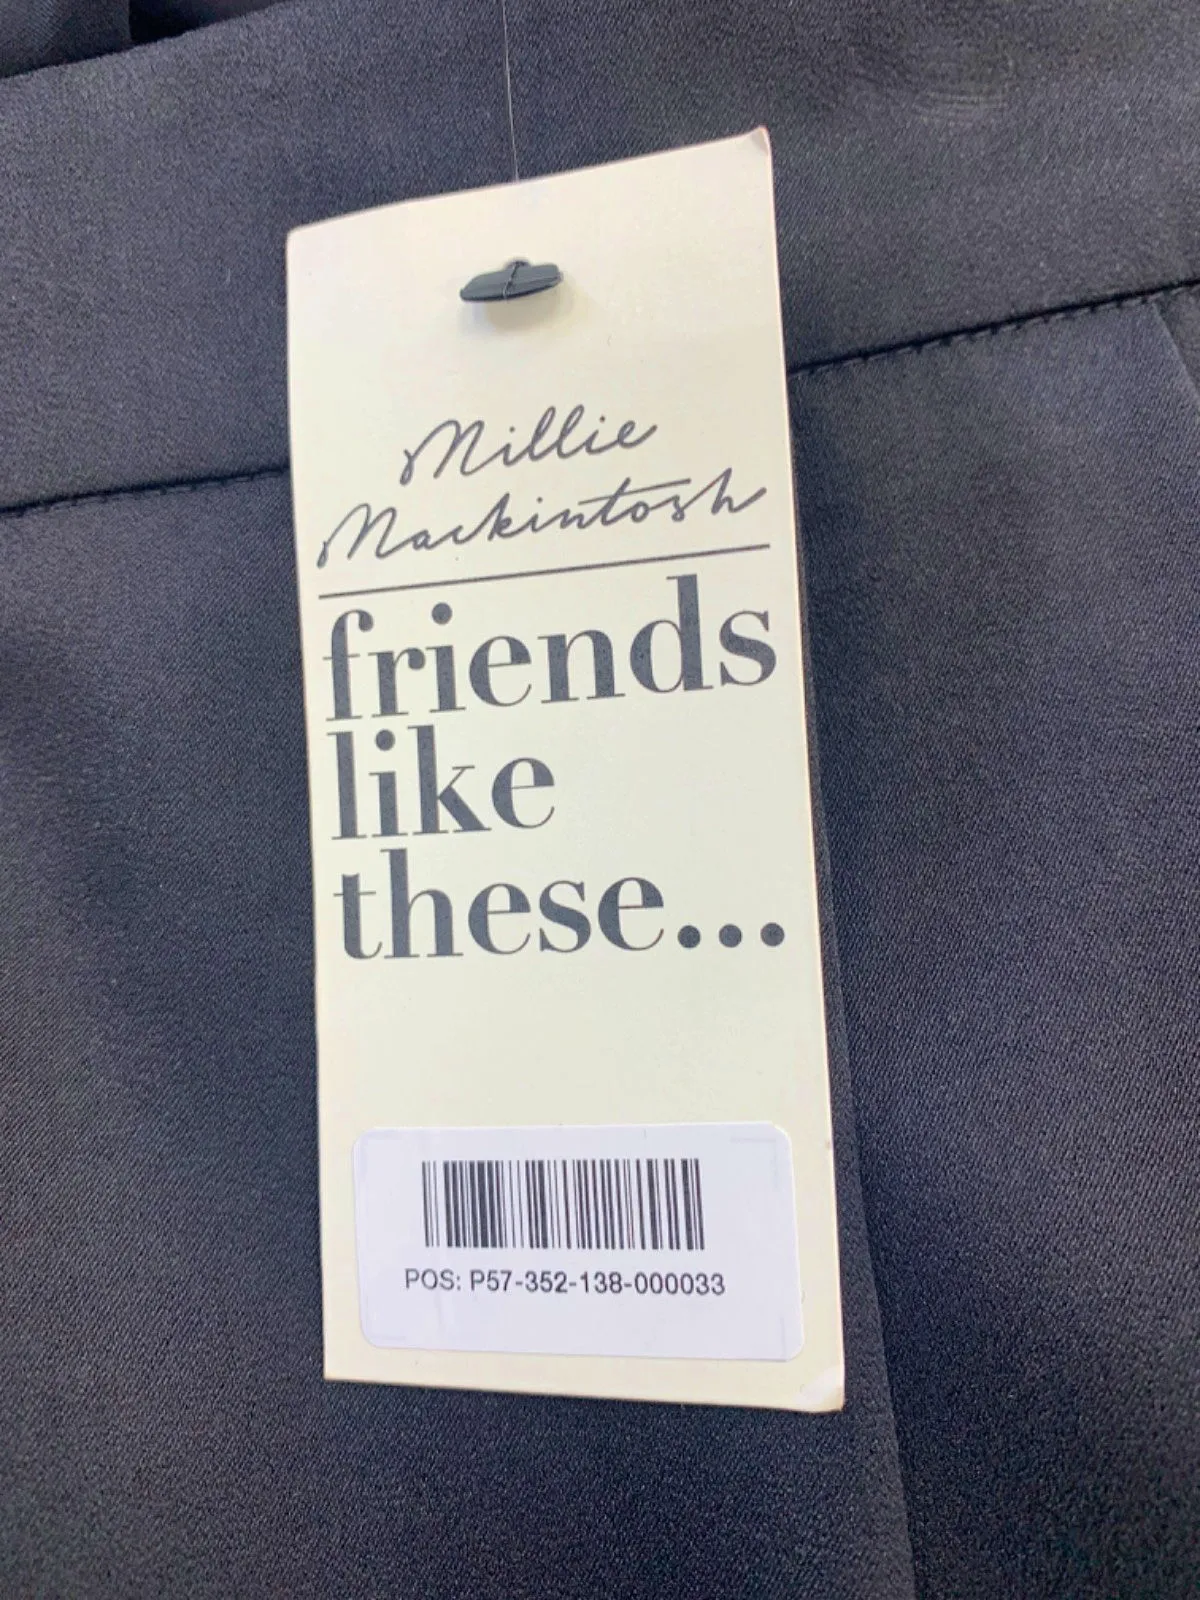 Millie
Mackintosh
friends
like
these...
POS: P57-352-138-000033